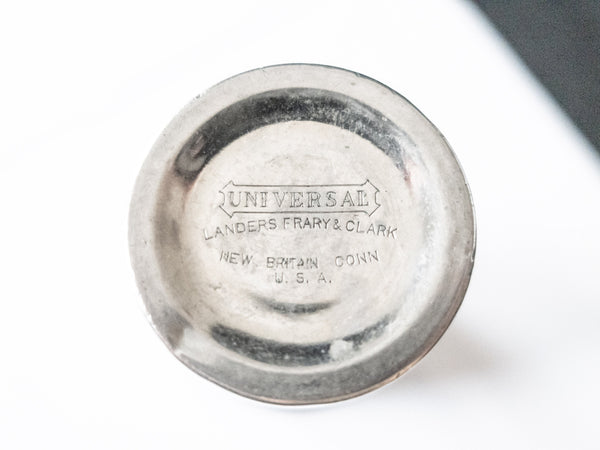 UNIVERSAL
LANDERS FRARY & CLARK
NEW BRITAIN CONN
U. S. A.